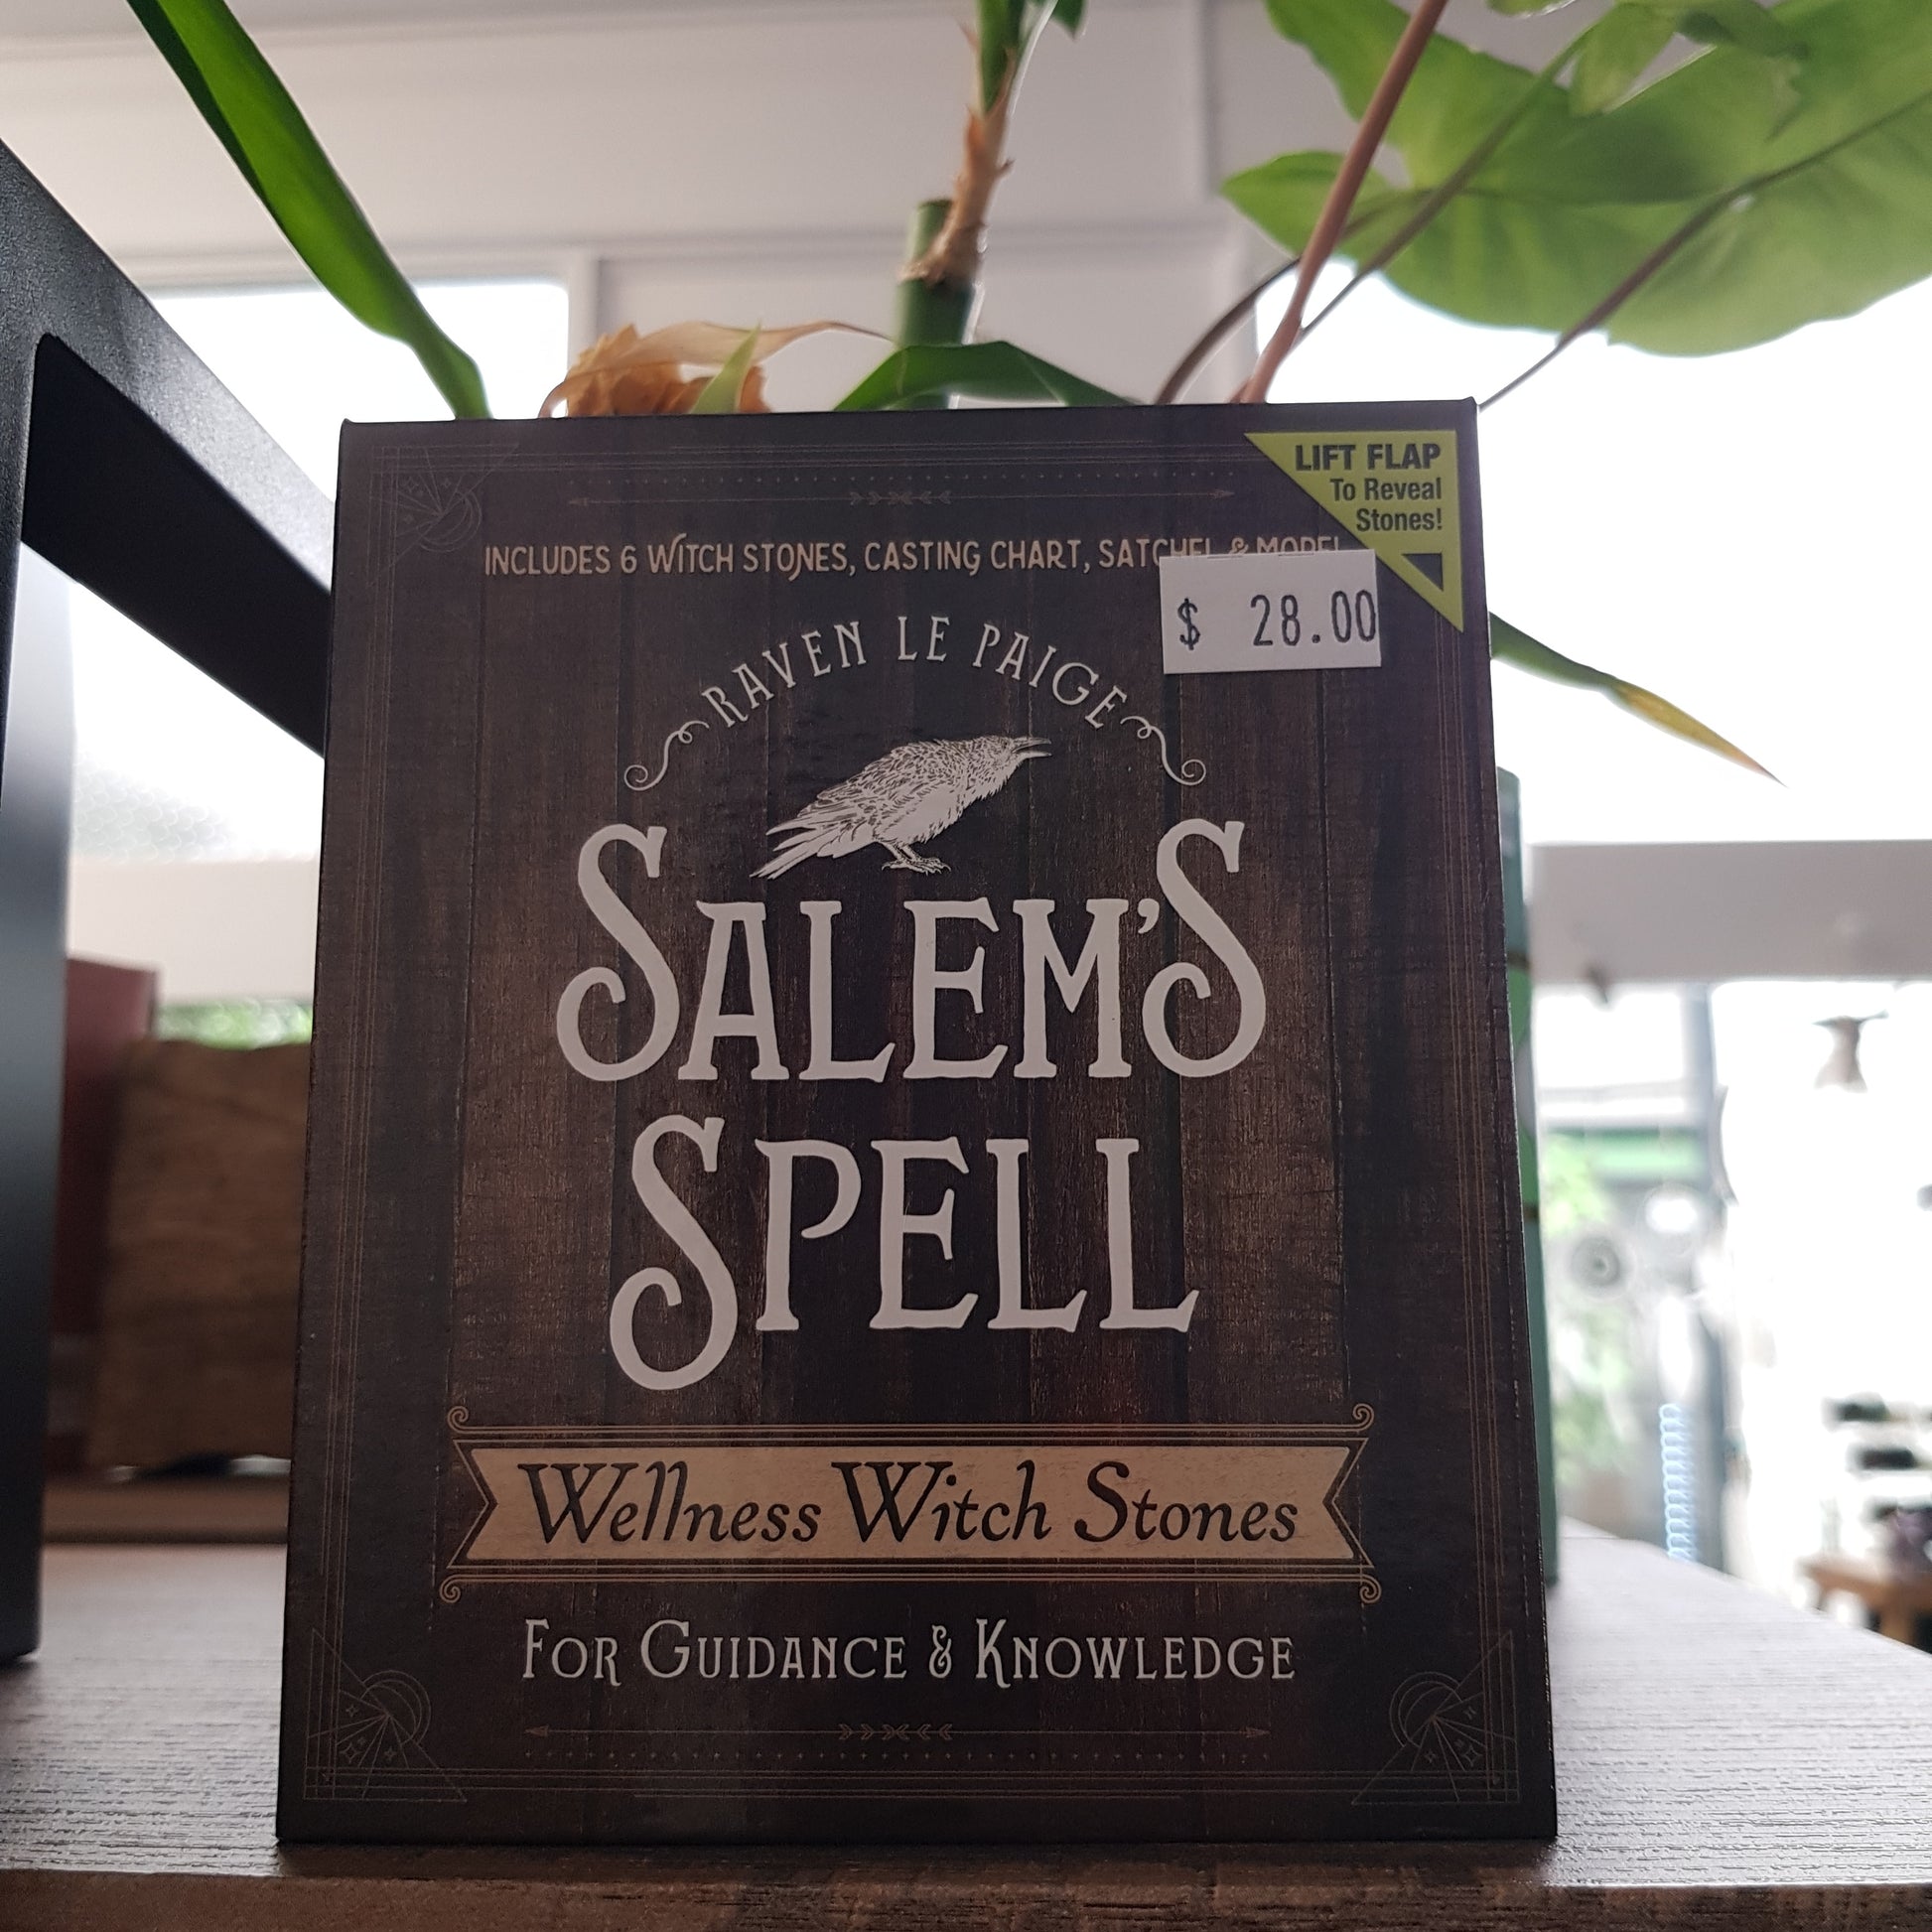 LIFT FLAP
To Reveal
Stones!
INCLUDES 6 WITCH STONES, CASTING CHART, SATCHEL & MORE!
$ 28.00
RAVEN LE PAIGE
SALEM'S
SPELL
Wellness Witch Stones
FOR GUIDANCE & KNOWLEDGE